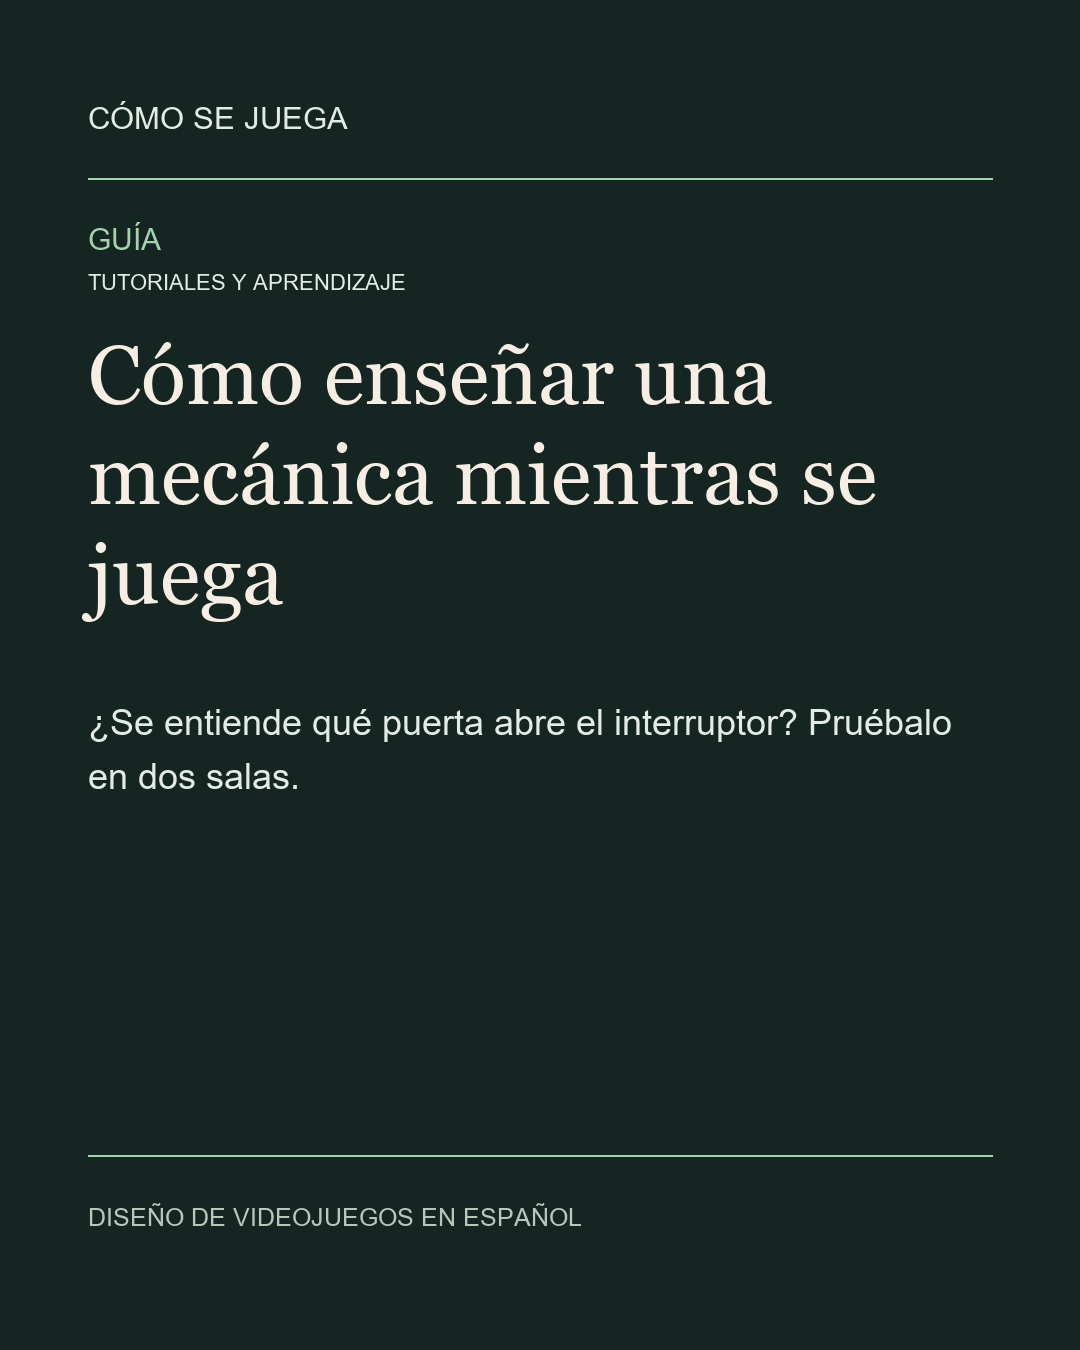 CÓMO SE JUEGA
GUÍA
TUTORIALES Y APRENDIZAJE
Cómo enseñar una
mecánica mientras se
juega
¿Se entiende qué puerta abre el interruptor? Pruébalo
en dos salas.
DISEÑO DE VIDEOJUEGOS EN ESPAÑOL